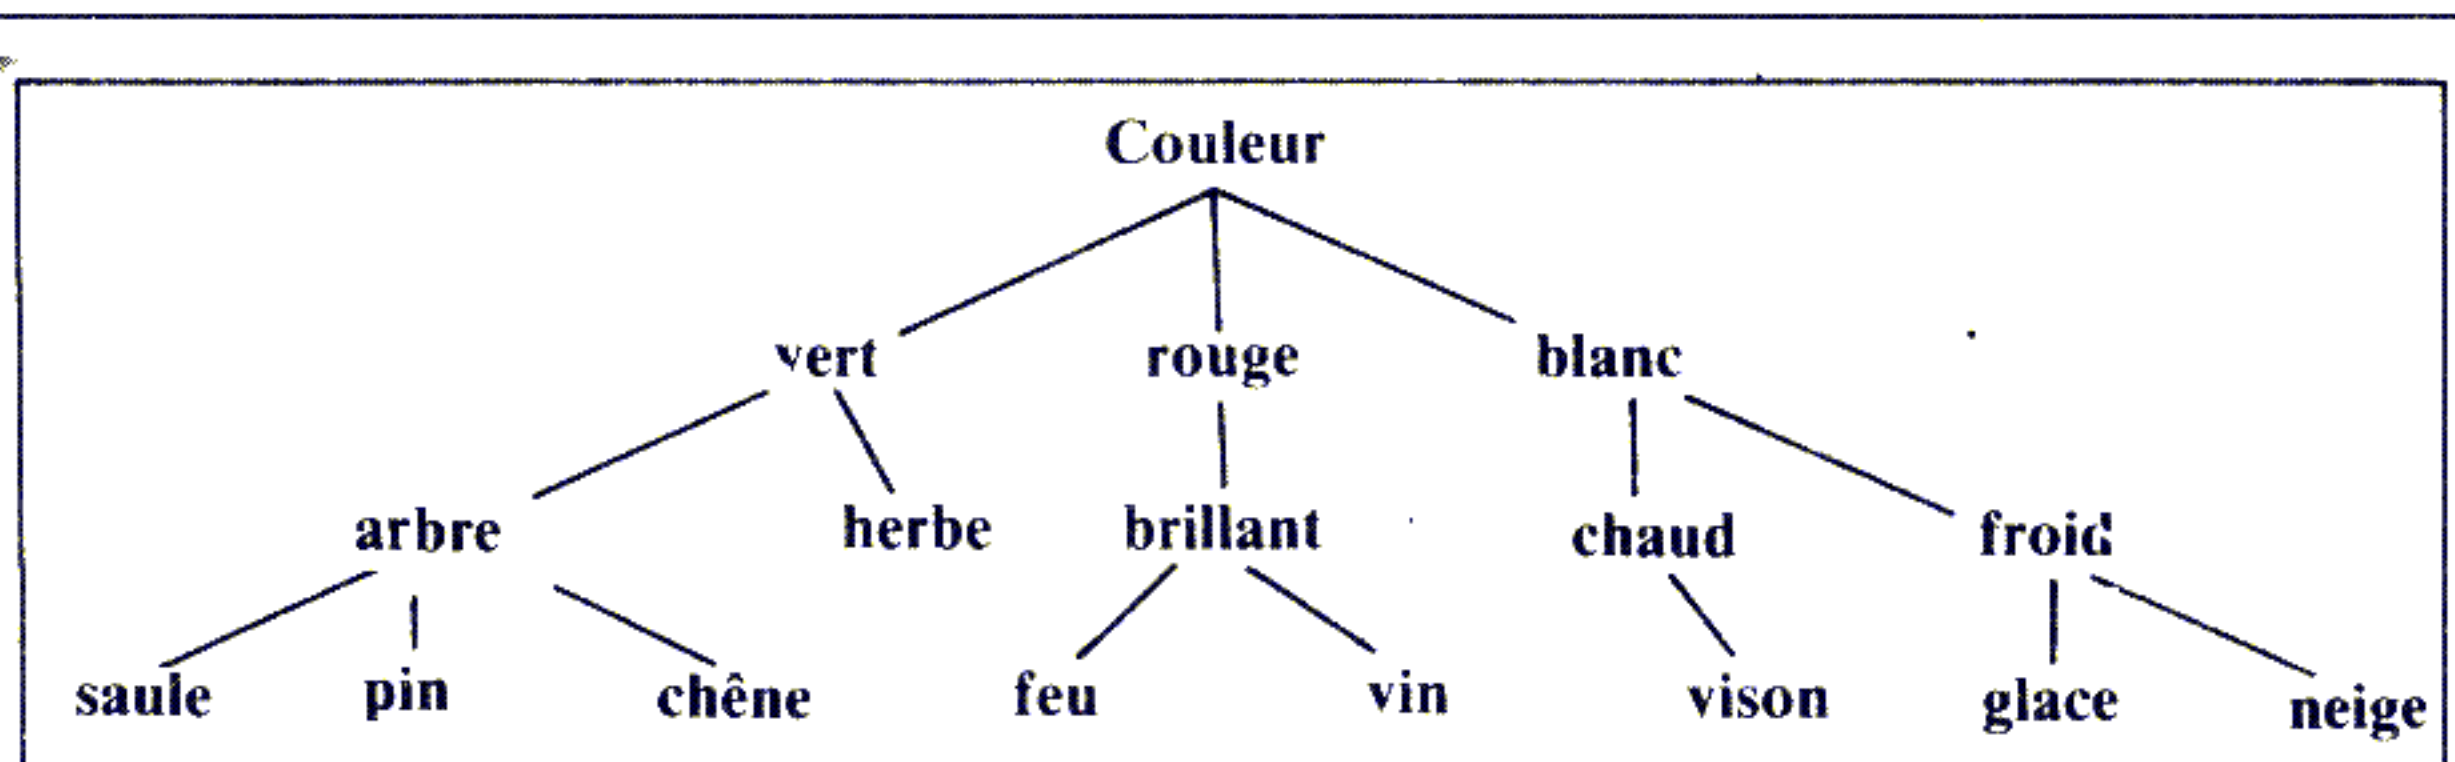 Couleur
vert rouge blanc
arbre herbe brillant chaud froid
saule pin chêne feu vin vison glace neige